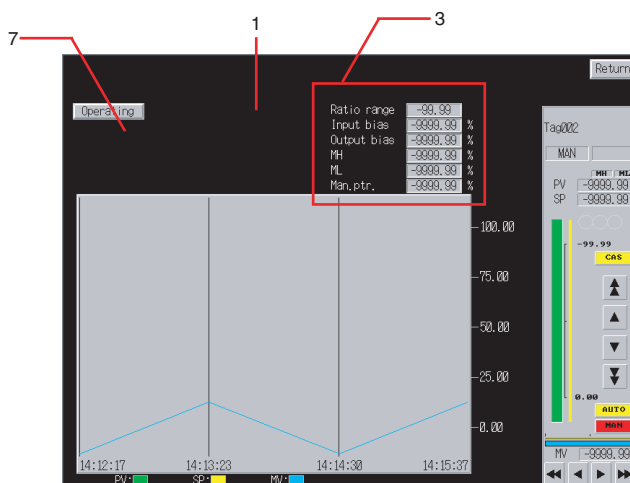 7
1
3
Return
Operating
Ratio range -99.99
Input bias -9999.99 %
Output bias -9999.99 %
MH -9999.99 %
ML -9999.99 %
Man.ptr. -9999.99 %
Tag002
MAN
MH ML
PV -9999.99
SP -9999.99
-99.99
CAS
0.00
AUTO
MAN
MV -9999.99
100.00
75.00
50.00
25.00
0.00
14:12:17 14:13:23 14:14:30 14:15:37
PV: SP: MV: